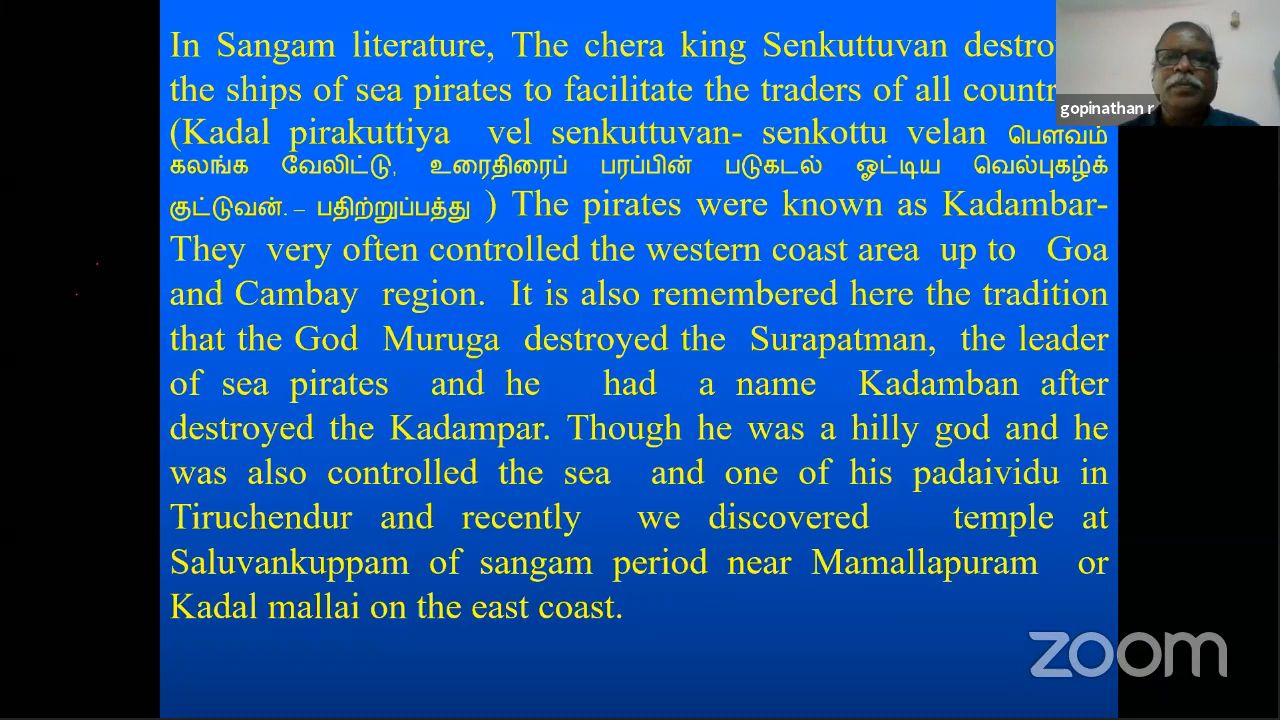 In Sangam literature, The chera king Senkuttuvan destro
the ships of sea pirates to facilitate the traders of all countr
(Kadal pirakuttiya vel senkuttuvan- senkottu velan பௌவம்
கலங்க வேலிட்டு, உரைதிரைப் பரப்பின் படுகடல் ஓட்டிய வெல்புகழ்க்
குட்டுவன். – பதிற்றுப்பத்து ) The pirates were known as Kadambar-
They very often controlled the western coast area up to Goa
and Cambay region. It is also remembered here the tradition
that the God Muruga destroyed the Surapatman, the leader
of sea pirates and he had a name Kadamban after
destroyed the Kadampar. Though he was a hilly god and he
was also controlled the sea and one of his padaividu in
Tiruchendur and recently we discovered temple at
Saluvankuppam of sangam period near Mamallapuram or
Kadal mallai on the east coast.
gopinathan r
zoom